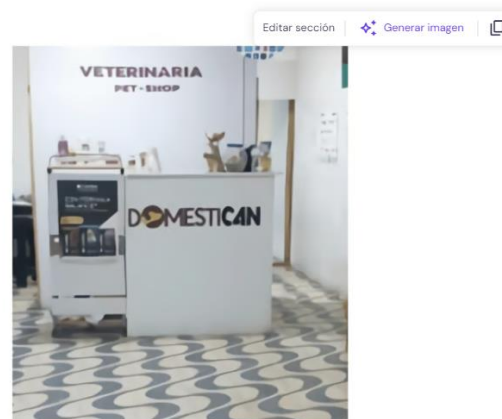 Editar sección
Generar imagen
VETERINARIA
PET - SHOP
DOMESTICAN